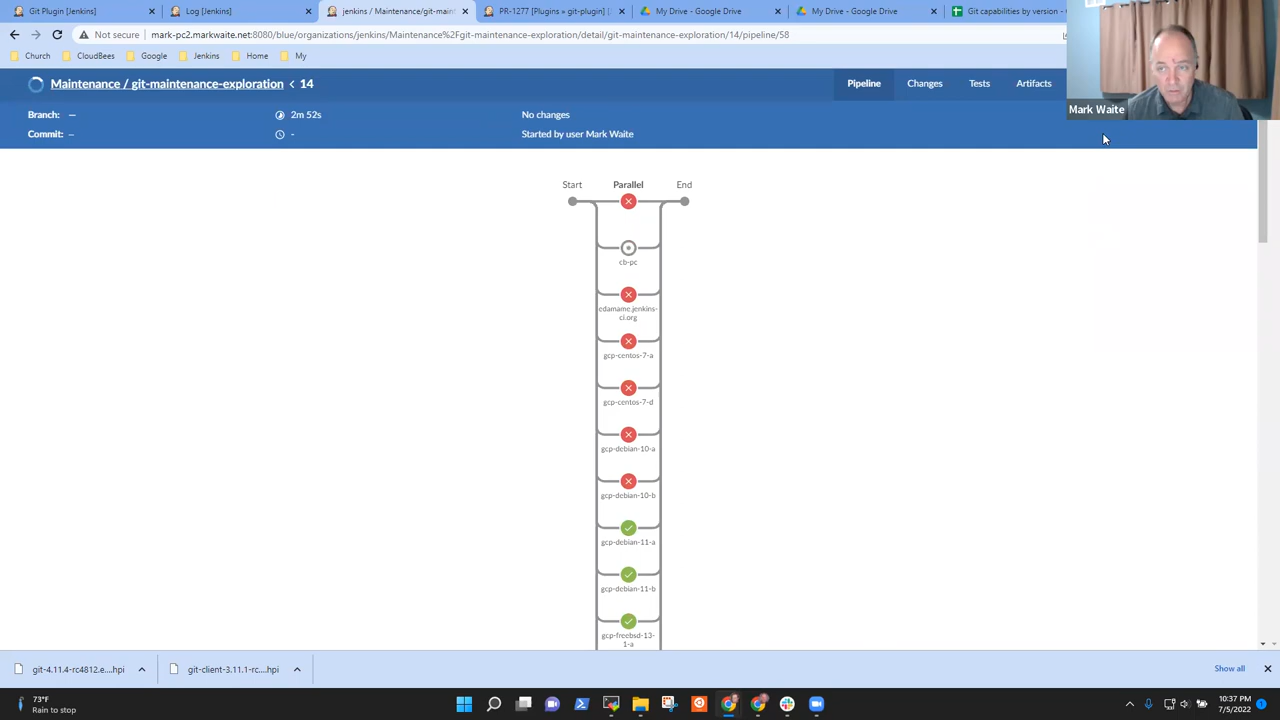 Git Plugin [Jenkins]
Log [Jenkins]
jenkins / Maintenance/git-maint
PR-1277 [Plugins » git-plugin] [
My Drive - Google Drive
My Drive - Google Drive
Git capabilities by version -
Not secure
mark-pc2.markwaite.net:8080/blue/organizations/jenkins/Maintenance%2Fgit-maintenance-exploration/detail/git-maintenance-exploration/14/pipeline/58
Church
CloudBees
Google
Jenkins
Home
My
Maintenance / git-maintenance-exploration < 14
Pipeline
Changes
Tests
Artifacts
Mark Waite
Branch: —
2m 52s
No changes
Commit: —
-
Started by user Mark Waite
Start
Parallel
End
cb-pc
edamame.jenkins-
ci.org
gcp-centos-7-a
gcp-centos-7-d
gcp-debian-10-a
gcp-debian-10-b
gcp-debian-11-a
gcp-debian-11-b
gcp-freebsd-13-
1-a
git-4.11.4-rc4812.e....hpi
git-client-3.11.1-rc....hpi
Show all
73°F
Rain to stop
10:37 PM
7/5/2022